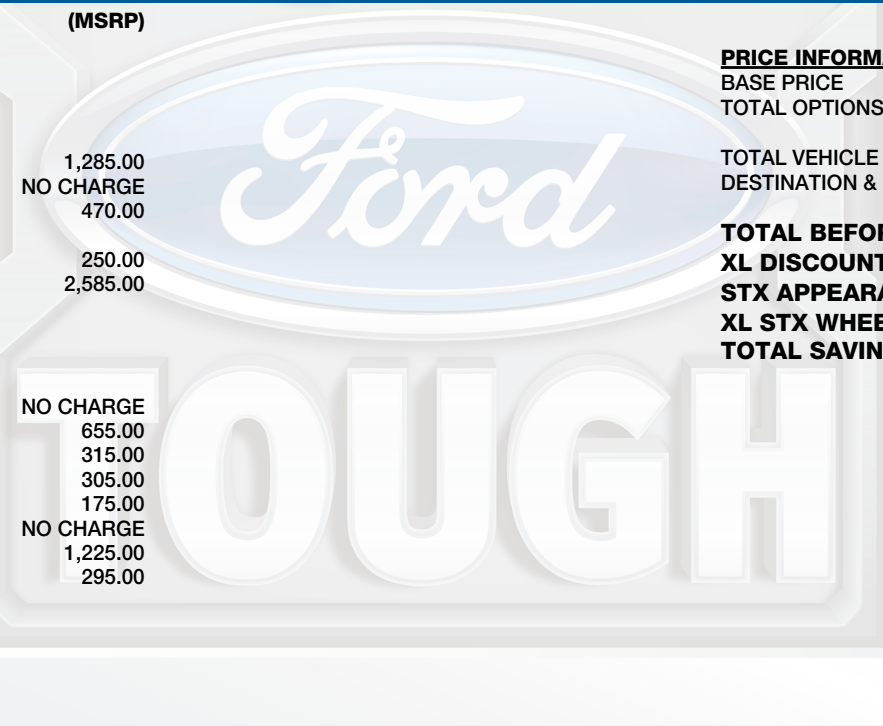 (MSRP)
1,285.00
NO CHARGE
470.00
250.00
2,585.00
NO CHARGE
655.00
315.00
305.00
175.00
NO CHARGE
1,225.00
295.00
PRICE INFORMA
BASE PRICE
TOTAL OPTIONS
TOTAL VEHICLE
DESTINATION &
TOTAL BEFOR
XL DISCOUNT
STX APPEARA
XL STX WHEE
TOTAL SAVIN
Ford
TOUGH